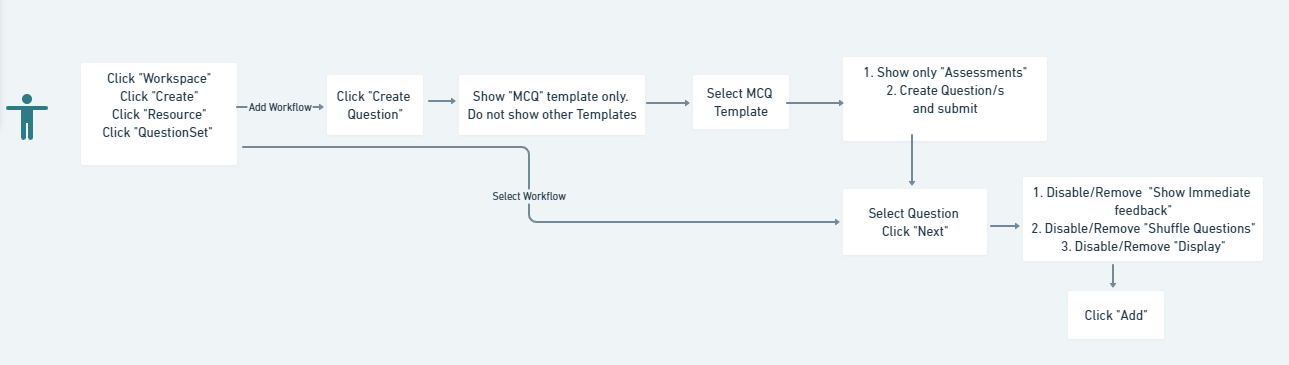 Click "Workspace"
Click "Create"
Click "Resource"
Click "QuestionSet"
Add Workflow
Click "Create
Question"
Show "MCQ" template only.
Do not show other Templates
Select MCQ
Template
1. Show only "Assessments"
2. Create Question/s
and submit
Select Workflow
Select Question
Click "Next"
1. Disable/Remove "Show Immediate
feedback"
2. Disable/Remove "Shuffle Questions"
3. Disable/Remove "Display"
Click "Add"